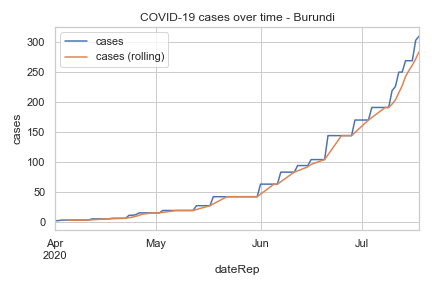 COVID-19 cases over time - Burundi
cases
cases (rolling)
300
250
200
150
100
50
0
cases
Apr
2020
May
Jun
Jul
dateRep